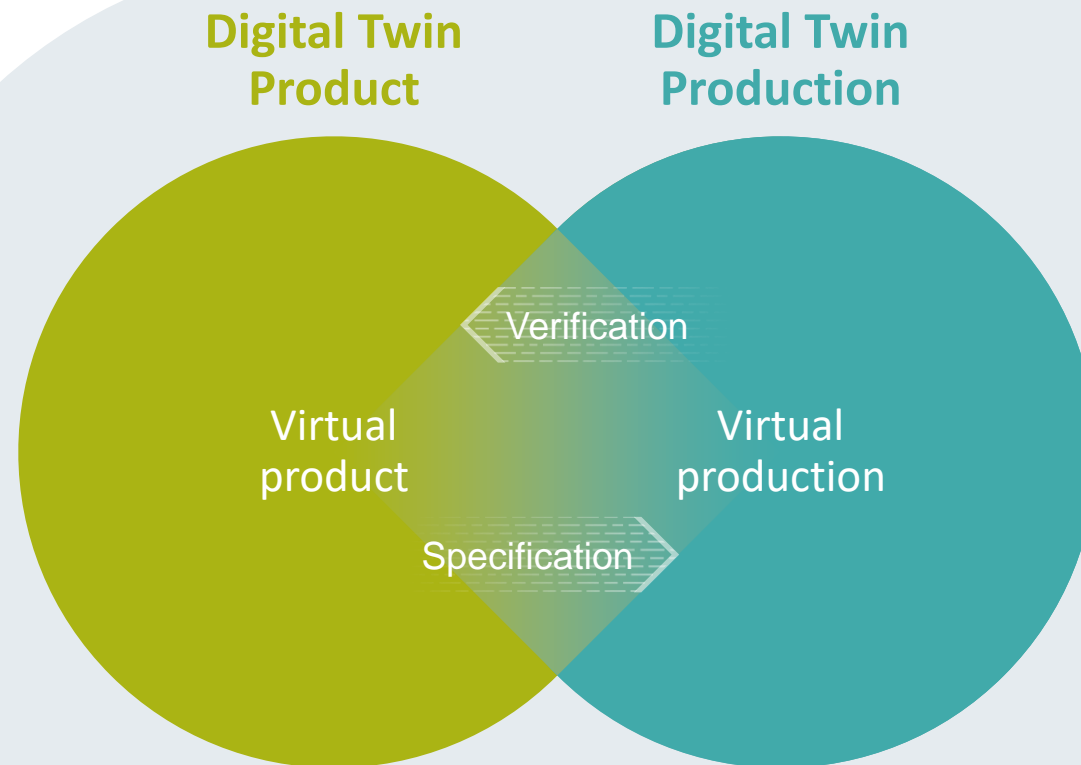 Digital Twin
Product
Digital Twin
Production
Verification
Virtual
product
Virtual
production
Specification